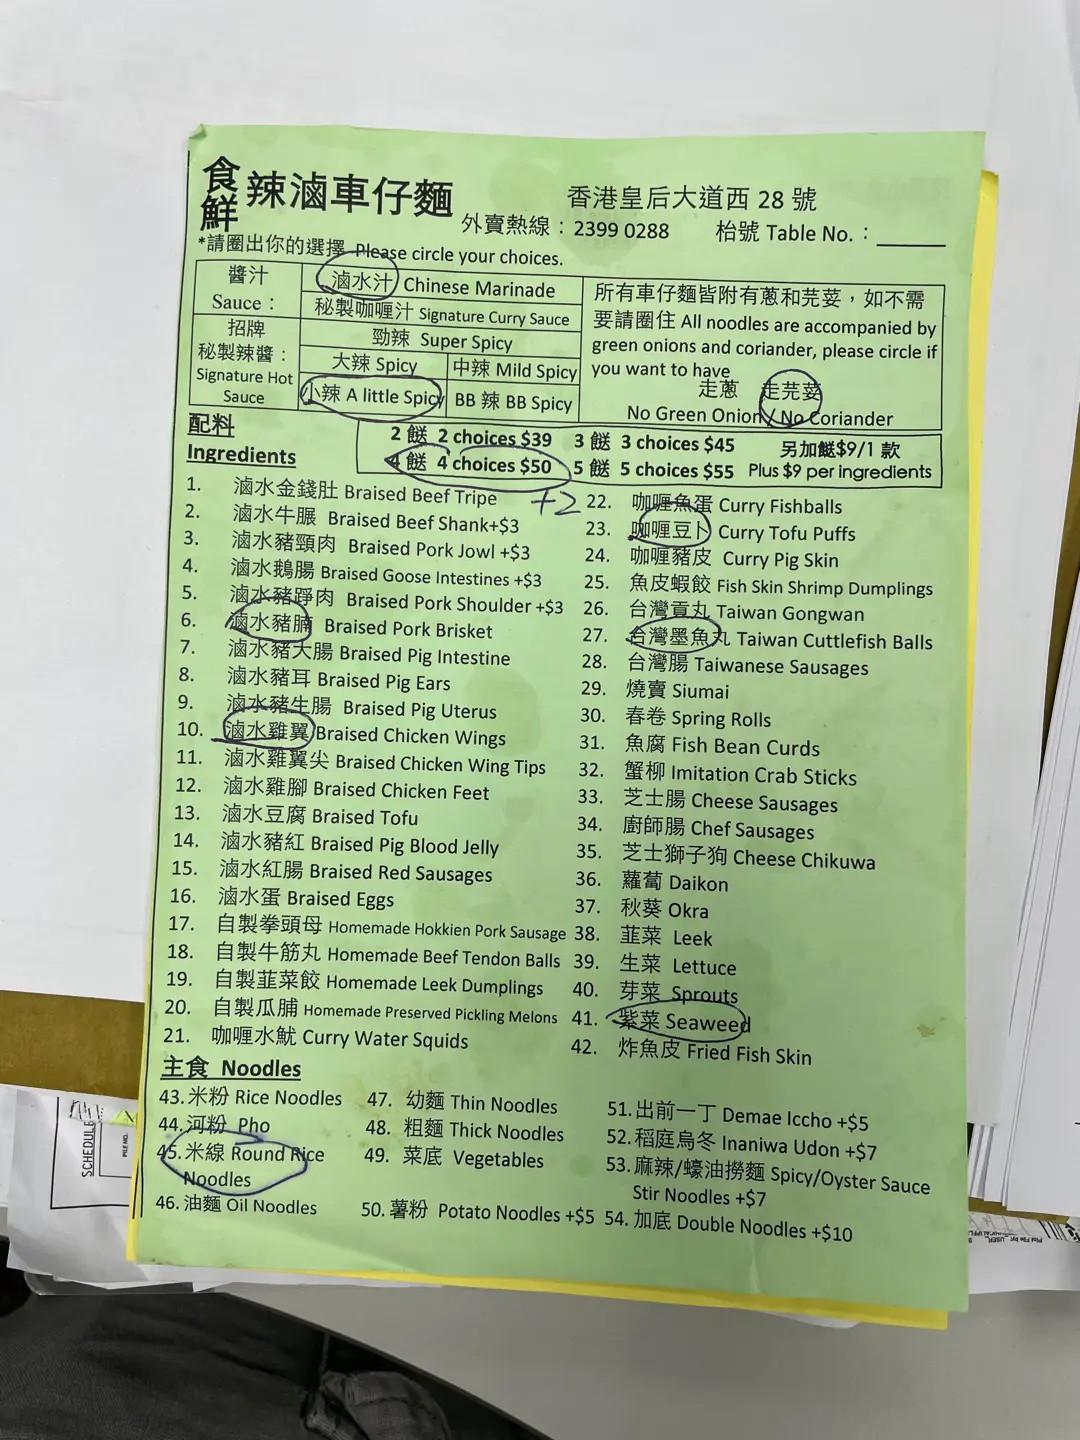 食鮮 辣滷車仔麵
香港皇后大道西 28 號
外賣熱線：2399 0288 枱號 Table No.：
*請圈出你的選擇 Please circle your choices.
醬汁
Sauce：
滷水汁 Chinese Marinade
秘製咖喱汁 Signature Curry Sauce
招牌
秘製辣醬：
Signature Hot
Sauce
勁辣 Super Spicy
大辣 Spicy 中辣 Mild Spicy
小辣 A little Spicy BB 辣 BB Spicy
所有車仔麵皆附有蔥和芫荽，如不需
要請圈住 All noodles are accompanied by
green onions and coriander, please circle if
you want to have
走蔥 走芫荽
No Green Onion / No Coriander
配料
Ingredients
2 餸 2 choices $39 3 餸 3 choices $45 另加餸$9/1 款
4 餸 4 choices $50 5 餸 5 choices $55 Plus $9 per ingredients
+2
1. 滷水金錢肚 Braised Beef Tripe
2. 滷水牛𦟌 Braised Beef Shank+$3
3. 滷水豬頸肉 Braised Pork Jowl +$3
4. 滷水鵝腸 Braised Goose Intestines +$3
5. 滷水豬踭肉 Braised Pork Shoulder +$3
6. 滷水豬腩 Braised Pork Brisket
7. 滷水豬大腸 Braised Pig Intestine
8. 滷水豬耳 Braised Pig Ears
9. 滷水豬生腸 Braised Pig Uterus
10. 滷水雞翼 Braised Chicken Wings
11. 滷水雞翼尖 Braised Chicken Wing Tips
12. 滷水雞腳 Braised Chicken Feet
13. 滷水豆腐 Braised Tofu
14. 滷水豬紅 Braised Pig Blood Jelly
15. 滷水紅腸 Braised Red Sausages
16. 滷水蛋 Braised Eggs
17. 自製拳頭母 Homemade Hokkien Pork Sausage
18. 自製牛筋丸 Homemade Beef Tendon Balls
19. 自製韮菜餃 Homemade Leek Dumplings
20. 自製瓜脯 Homemade Preserved Pickling Melons
21. 咖喱水魷 Curry Water Squids
22. 咖喱魚蛋 Curry Fishballs
23. 咖喱豆卜 Curry Tofu Puffs
24. 咖喱豬皮 Curry Pig Skin
25. 魚皮蝦餃 Fish Skin Shrimp Dumplings
26. 台灣貢丸 Taiwan Gongwan
27. 台灣墨魚丸 Taiwan Cuttlefish Balls
28. 台灣腸 Taiwanese Sausages
29. 燒賣 Siumai
30. 春卷 Spring Rolls
31. 魚腐 Fish Bean Curds
32. 蟹柳 Imitation Crab Sticks
33. 芝士腸 Cheese Sausages
34. 廚師腸 Chef Sausages
35. 芝士獅子狗 Cheese Chikuwa
36. 蘿蔔 Daikon
37. 秋葵 Okra
38. 韮菜 Leek
39. 生菜 Lettuce
40. 芽菜 Sprouts
41. 紫菜 Seaweed
42. 炸魚皮 Fried Fish Skin
主食 Noodles
43. 米粉 Rice Noodles
44. 河粉 Pho
45. 米線 Round Rice
Noodles
46. 油麵 Oil Noodles
47. 幼麵 Thin Noodles
48. 粗麵 Thick Noodles
49. 菜底 Vegetables
50. 薯粉 Potato Noodles +$5
51. 出前一丁 Demae Iccho +$5
52. 稻庭烏冬 Inaniwa Udon +$7
53. 麻辣/蠔油撈麵 Spicy/Oyster Sauce
Stir Noodles +$7
54. 加底 Double Noodles +$10
SCHEDULE
FILE NO.